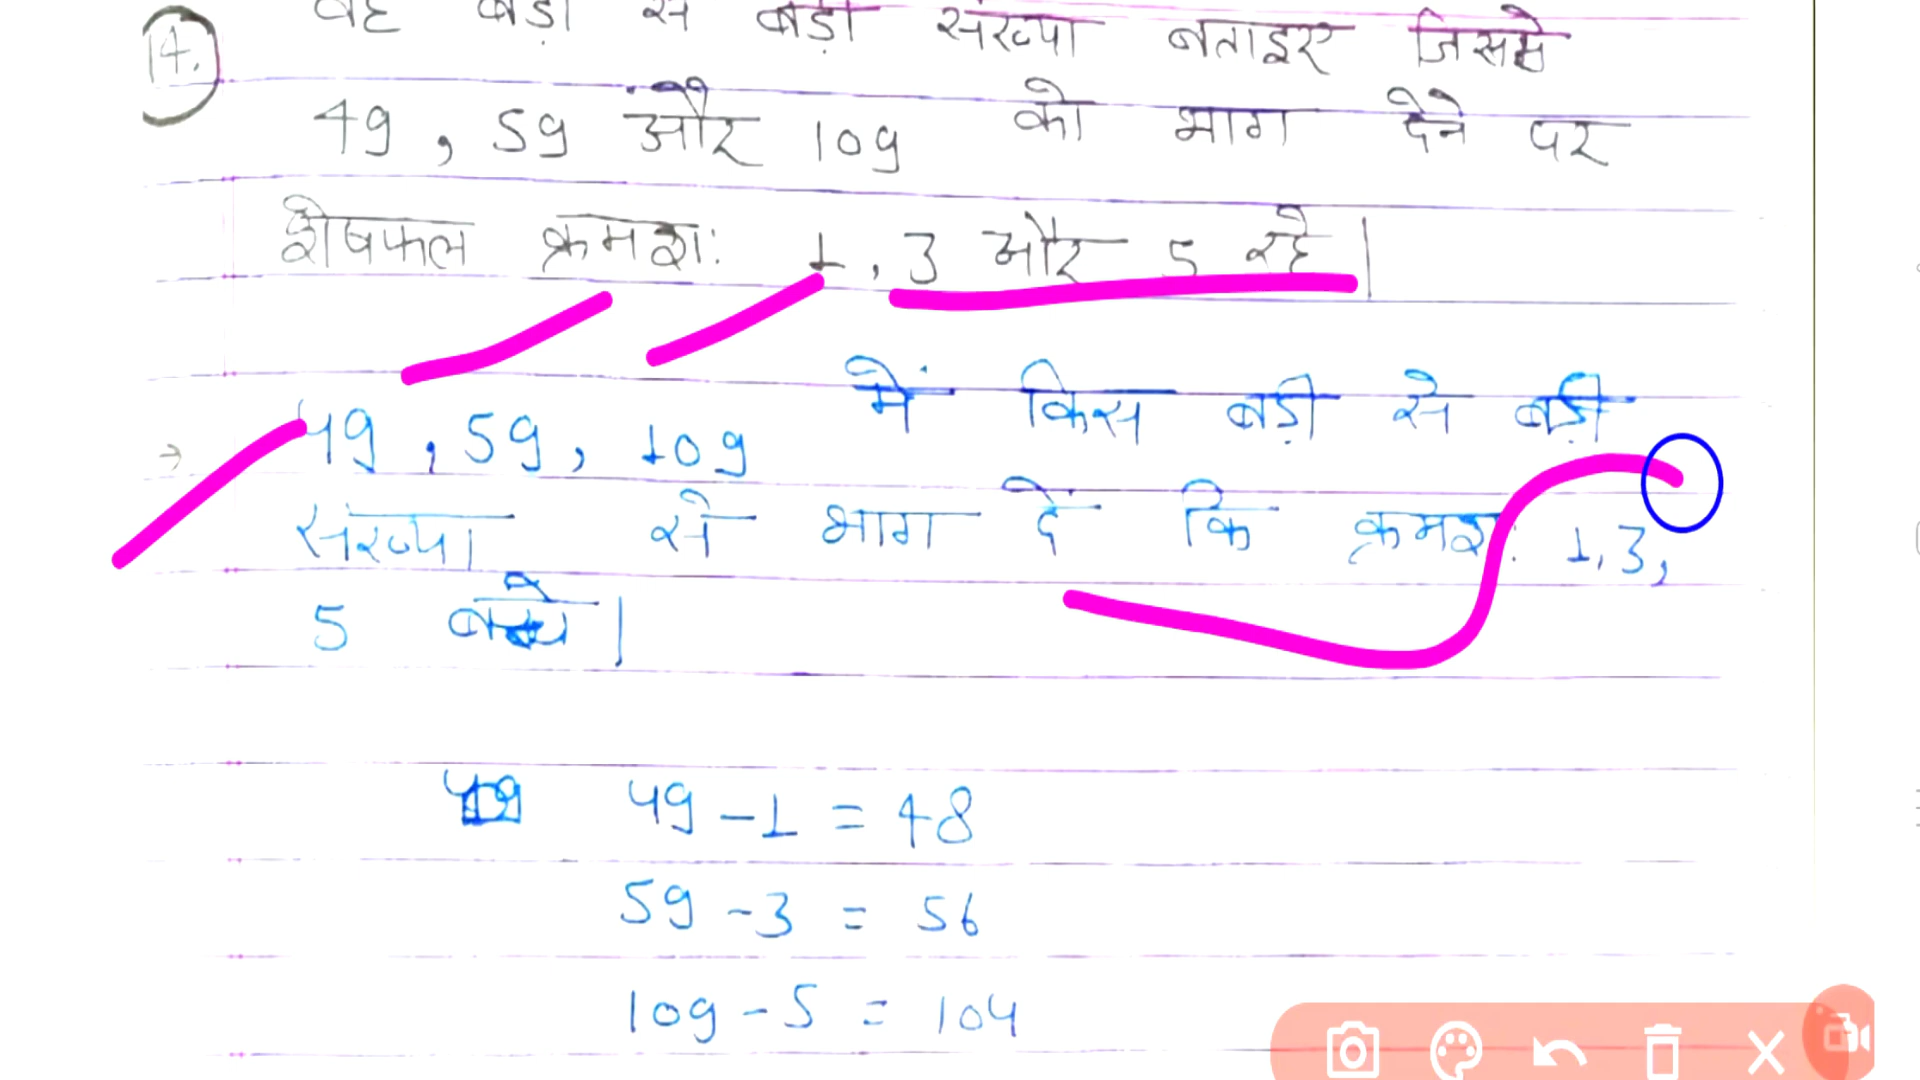 14.
वह बड़ी से बड़ी संख्या बताइए जिससे
49, 59 और 109 को भाग देने पर
शेषफल क्रमशः 1, 3 और 5 रहे।
→ 49, 59, 109 में किस बड़ी से बड़ी
संख्या से भाग दे कि क्रमश: 1, 3,
5 बचे।
49 - 1 = 48
59 - 3 = 56
109 - 5 = 104